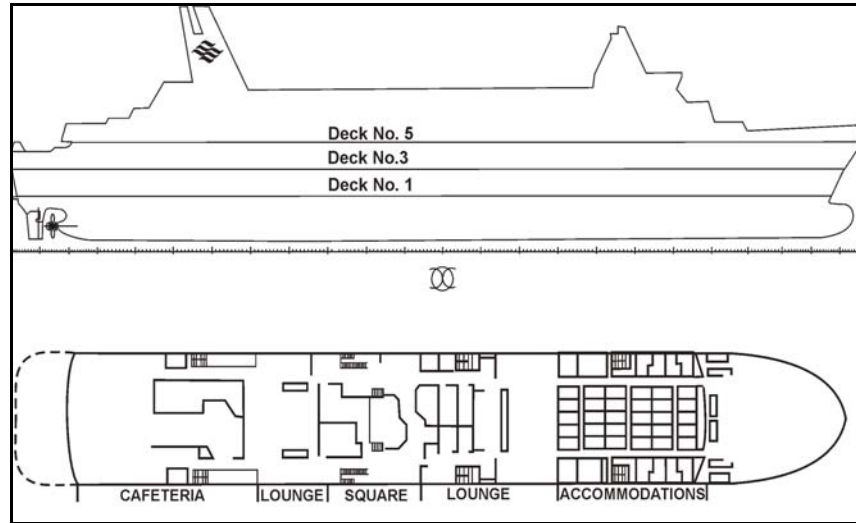 Deck No. 5
Deck No.3
Deck No. 1
CAFETERIA LOUNGE SQUARE LOUNGE ACCOMMODATIONS